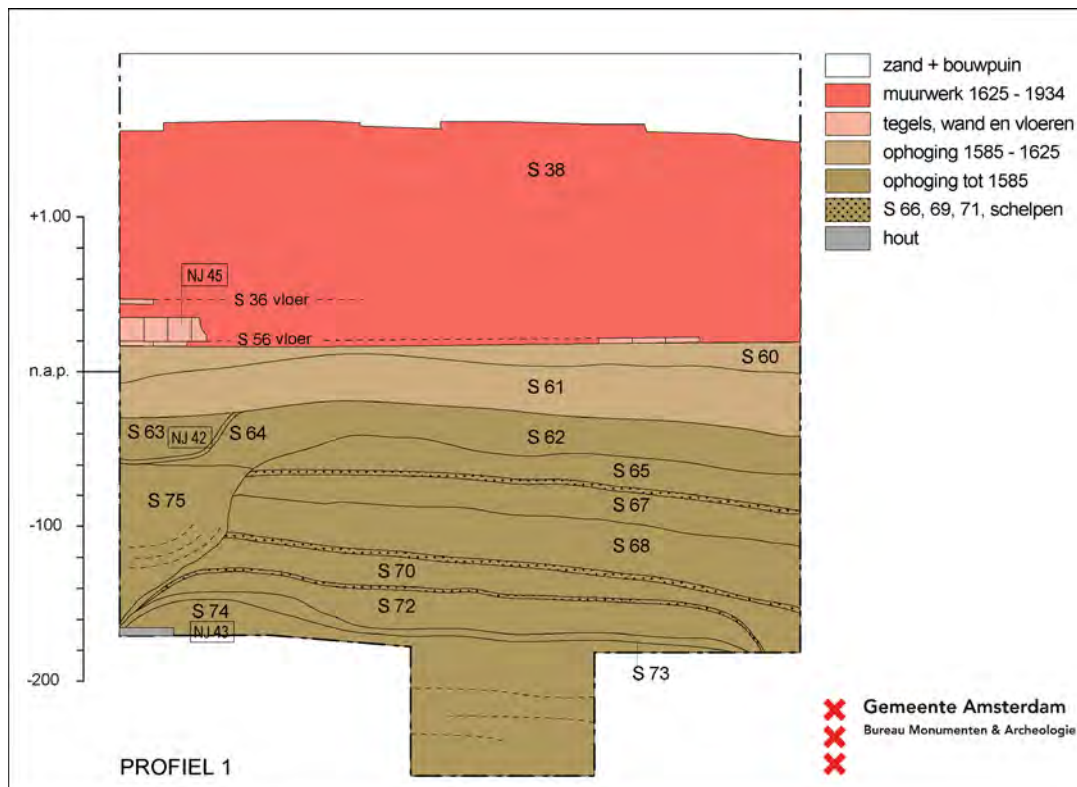 zand + bouwpuin
muurwerk 1625 - 1934
tegels, wand en vloeren
ophoging 1585 - 1625
ophoging tot 1585
S 66, 69, 71, schelpen
hout
S 38
+1.00
NJ 45
S 36 vloer
S 56 vloer
S 60
n.a.p.
S 61
S 63
NJ 42
S 64
S 62
S 65
S 75
S 67
-100
S 68
S 70
S 72
S 74
NJ 43
-200
S 73
Gemeente Amsterdam
Bureau Monumenten & Archeologie
PROFIEL 1